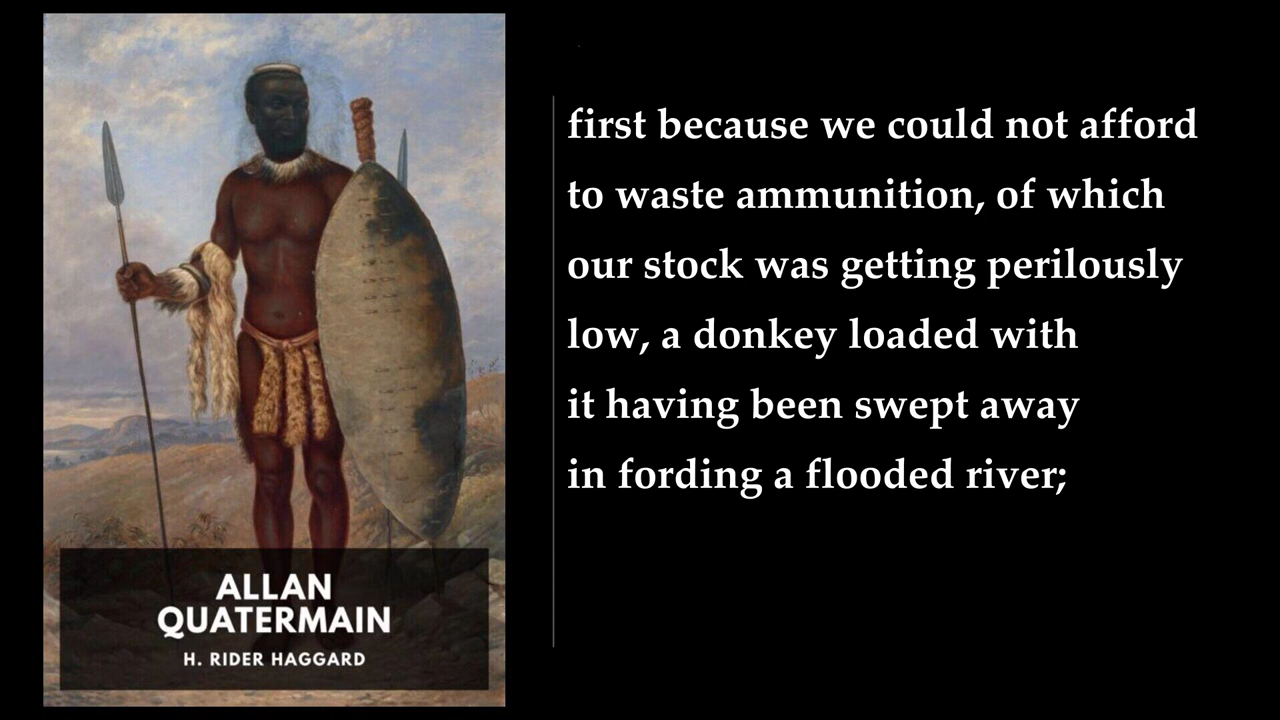 ALLAN
QUATERMAIN
H. RIDER HAGGARD
first because we could not afford
to waste ammunition, of which
our stock was getting perilously
low, a donkey loaded with
it having been swept away
in fording a flooded river;